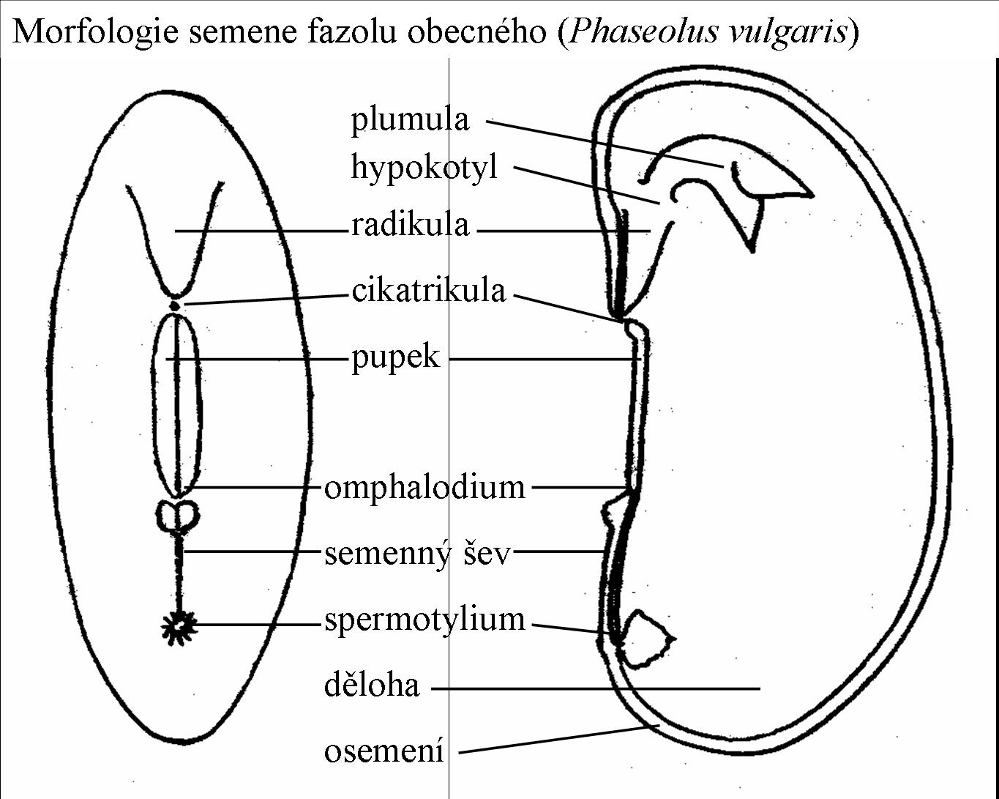 Morfologie semene fazolu obecného (Phaseolus vulgaris)
plumula
hypokotyl
radikula
cikatrikula
pupek
omphalodium
semenný šev
spermotylium
děloha
osemení